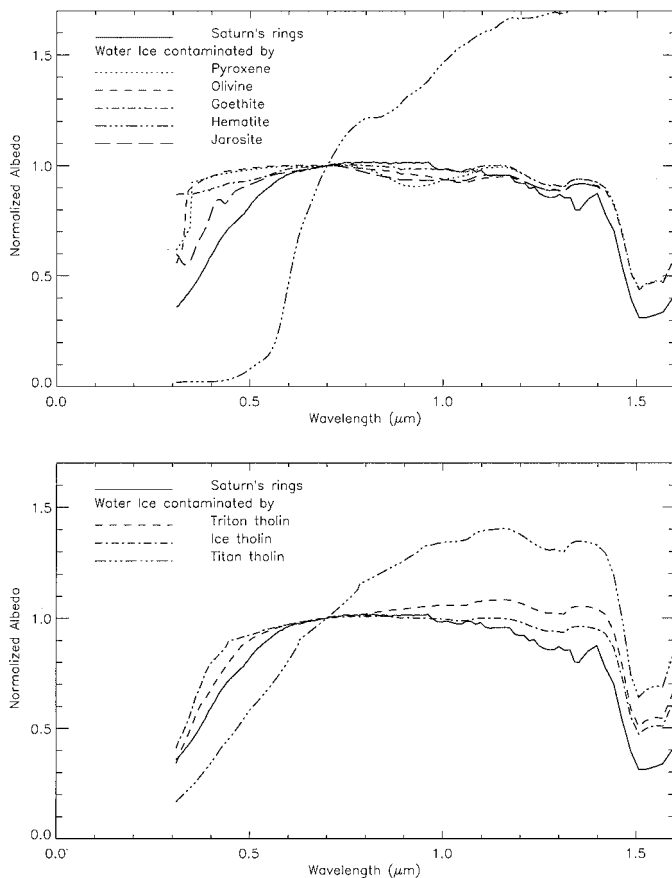 1.5
1.0
0.5
0.0
Normalized Albedo
Saturn's rings
Water Ice contaminated by
Pyroxene
Olivine
Goethite
Hematite
Jarosite
0.0 0.5 1.0 1.5
Wavelength (μm)
1.5
1.0
0.5
0.0
Normalized Albedo
Saturn's rings
Water Ice contaminated by
Triton tholin
Ice tholin
Titan tholin
0.0 0.5 1.0 1.5
Wavelength (μm)